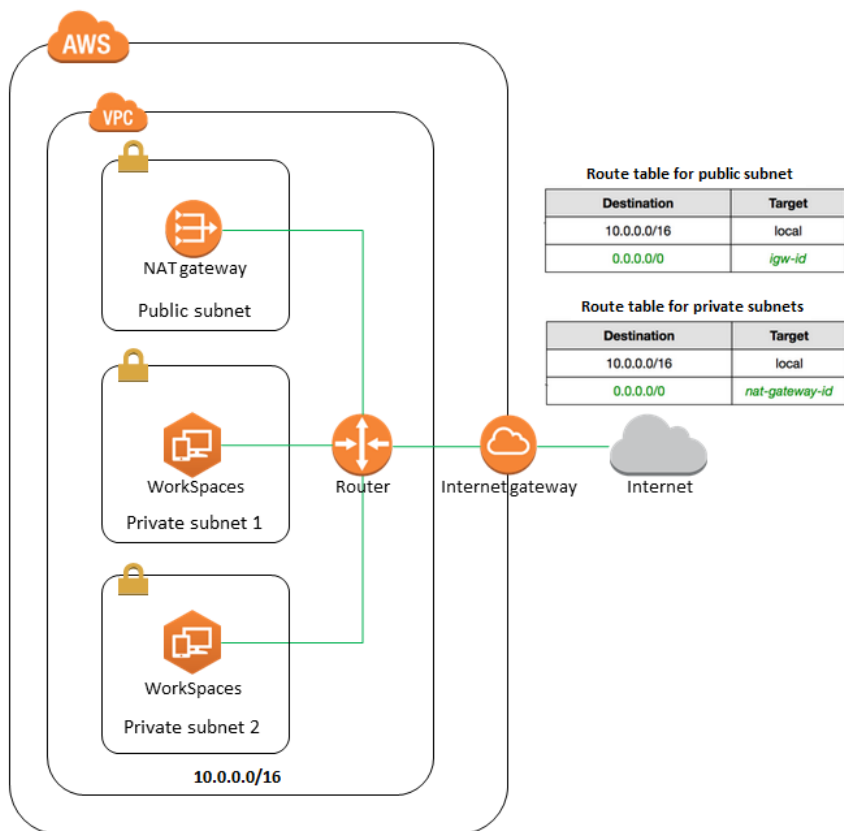 AWS
VPC
NAT gateway
Public subnet
WorkSpaces
Private subnet 1
WorkSpaces
Private subnet 2
10.0.0.0/16
Router
Internet gateway
Internet
Route table for public subnet
Destination Target
10.0.0.0/16 local
0.0.0.0/0 igw-id
Route table for private subnets
Destination Target
10.0.0.0/16 local
0.0.0.0/0 nat-gateway-id